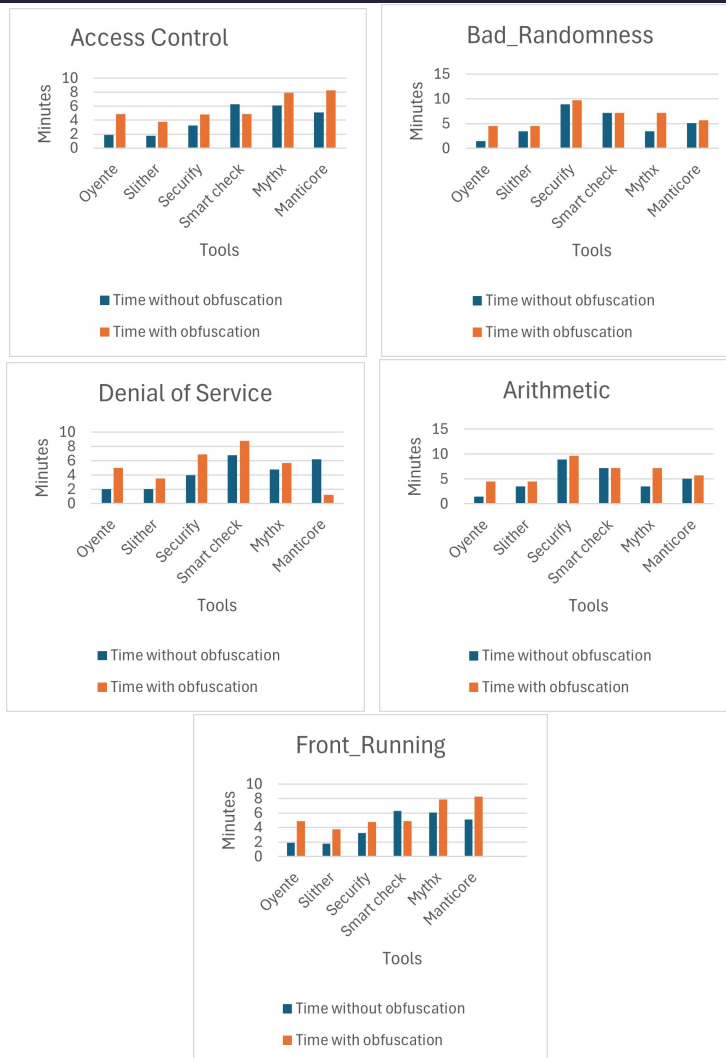 Access Control
Minutes
10
8
6
4
2
0
Oyente
Slither
Securify
Smart check
Mythx
Manticore
Tools
Time without obfuscation
Time with obfuscation
Bad_Randomness
Minutes
15
10
5
0
Oyente
Slither
Securify
Smart check
Mythx
Manticore
Tools
Time without obfuscation
Time with obfuscation
Denial of Service
Minutes
10
8
6
4
2
0
Oyente
Slither
Securify
Smart check
Mythx
Manticore
Tools
Time without obfuscation
Time with obfuscation
Arithmetic
Minutes
15
10
5
0
Oyente
Slither
Securify
Smart check
Mythx
Manticore
Tools
Time without obfuscation
Time with obfuscation
Front_Running
Minutes
10
8
6
4
2
0
Oyente
Slither
Securify
Smart check
Mythx
Manticore
Tools
Time without obfuscation
Time with obfuscation